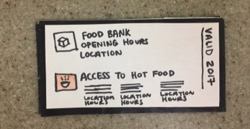 FOOD BANK
OPENING HOURS
LOCATION
ACCESS TO HOT FOOD
LOCATION
HOURS
LOCATION
HOURS
LOCATION
HOURS
VALID 2017